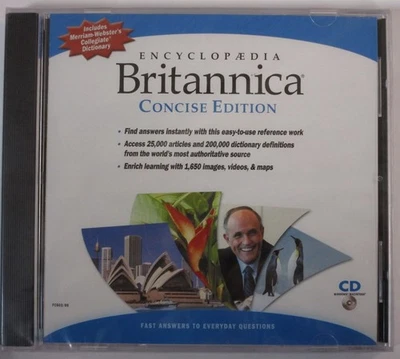 Includes
Merriam-Webster's
Collegiate®
Dictionary
ENCYCLOPÆDIA
Britannica®
CONCISE EDITION
• Find answers instantly with this easy-to-use reference work
• Access 25,000 articles and 200,000 dictionary definitions
from the world's most authoritative source
• Enrich learning with 1,650 images, videos, & maps
CD
FAST ANSWERS TO EVERYDAY QUESTIONS